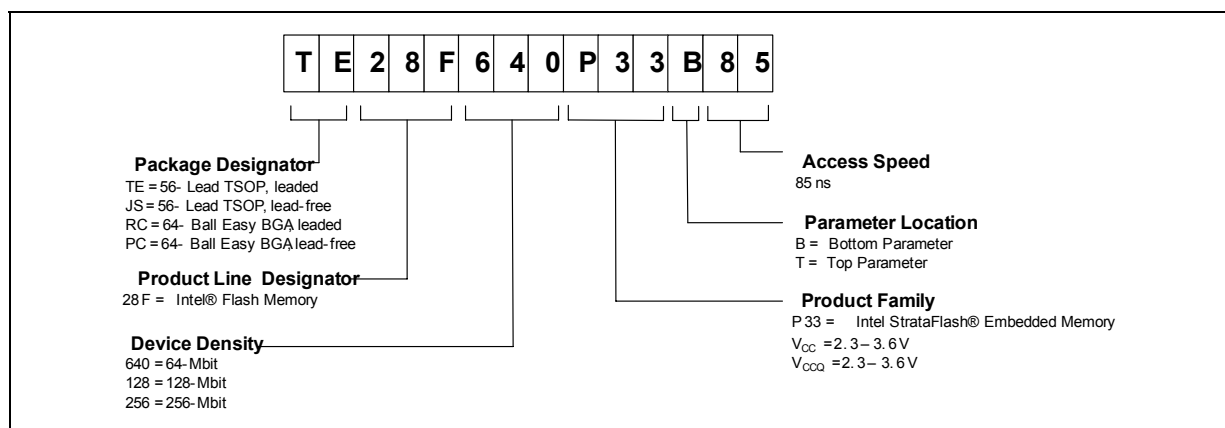 T E 2 8 F 6 4 0 P 3 3 B 8 5
Package Designator
TE = 56- Lead TSOP, leaded
JS = 56- Lead TSOP, lead-free
RC = 64- Ball Easy BGA, leaded
PC = 64- Ball Easy BGA, lead-free
Product Line Designator
28F = Intel® Flash Memory
Device Density
640 = 64-Mbit
128 = 128-Mbit
256 = 256-Mbit
Access Speed
85 ns
Parameter Location
B = Bottom Parameter
T = Top Parameter
Product Family
P33 = Intel StrataFlash® Embedded Memory
VCC = 2.3 – 3.6 V
VCCQ = 2.3 – 3.6 V